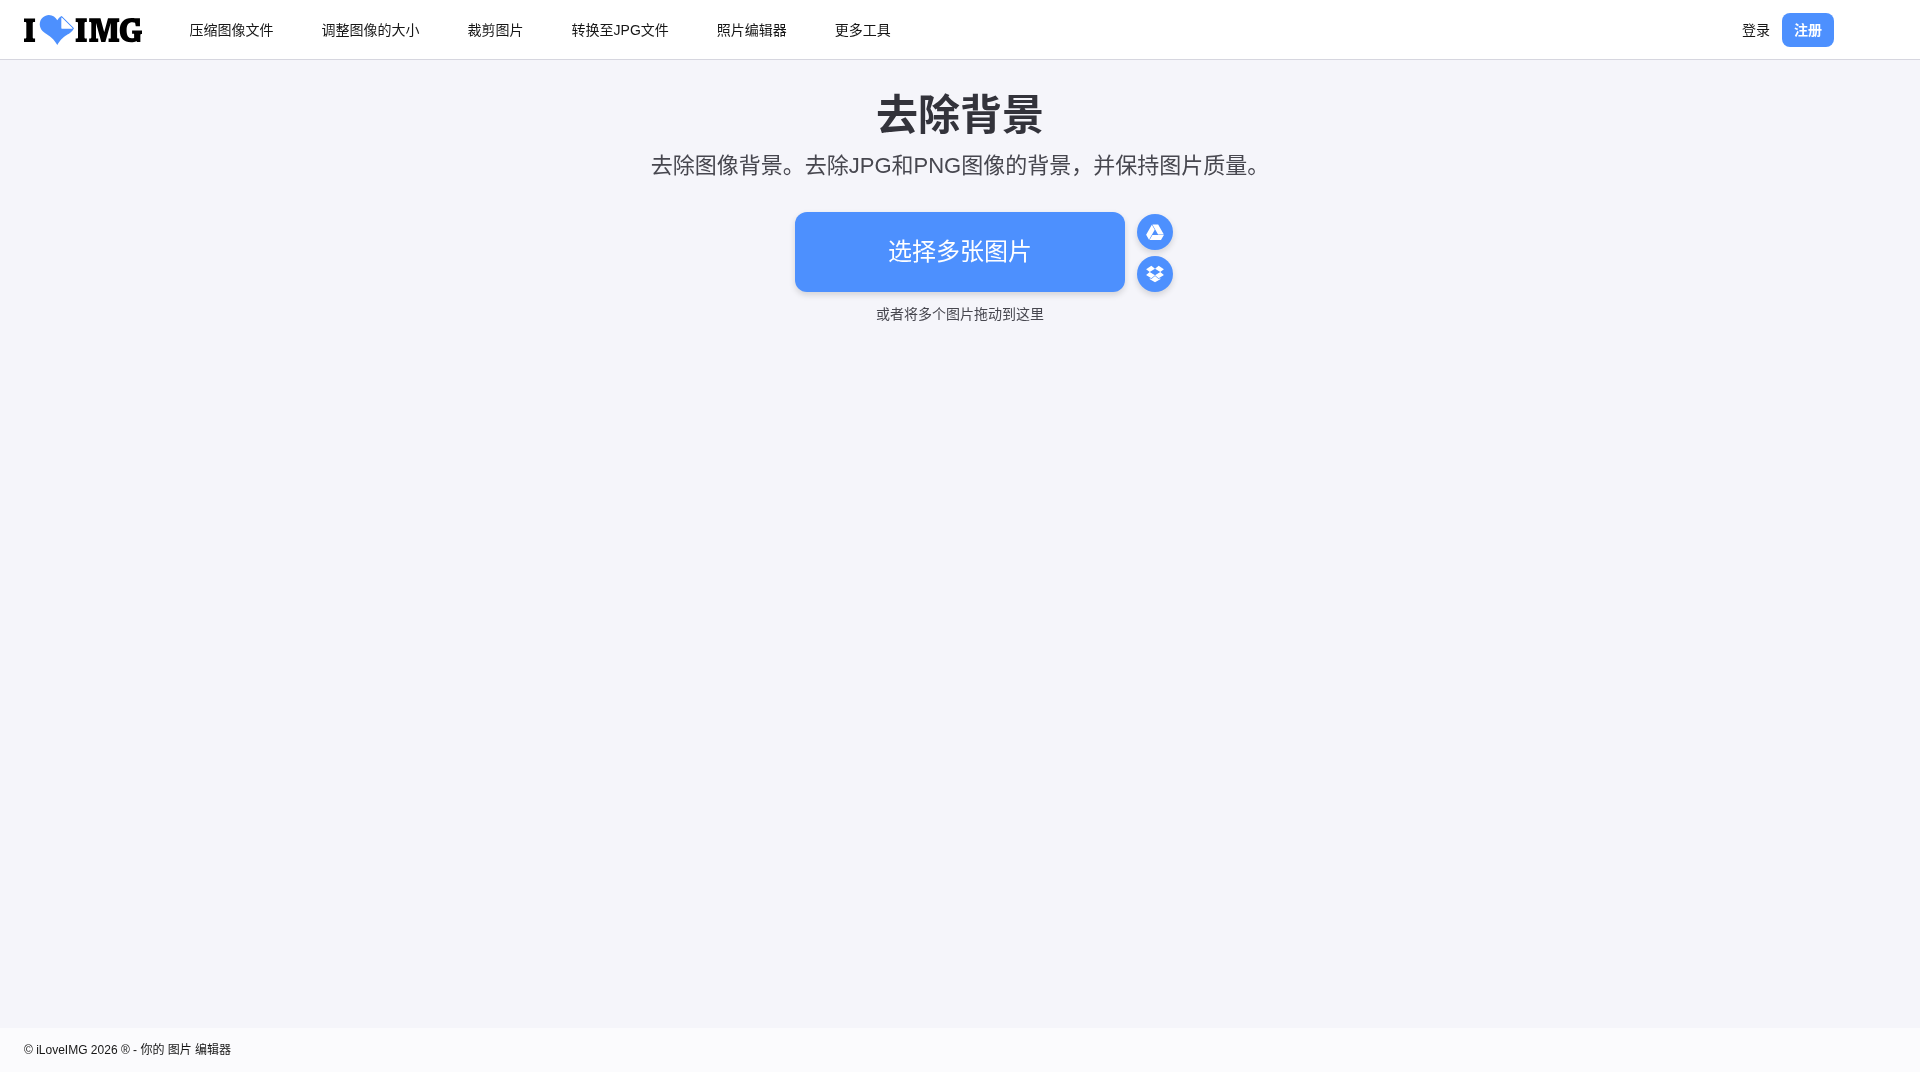 I IMG
压缩图像文件
调整图像的大小
裁剪图片
转换至JPG文件
照片编辑器
更多工具
登录
注册
去除背景
去除图像背景。去除JPG和PNG图像的背景，并保持图片质量。
选择多张图片
或者将多个图片拖动到这里
© iLoveIMG 2026 ® - 你的 图片 编辑器